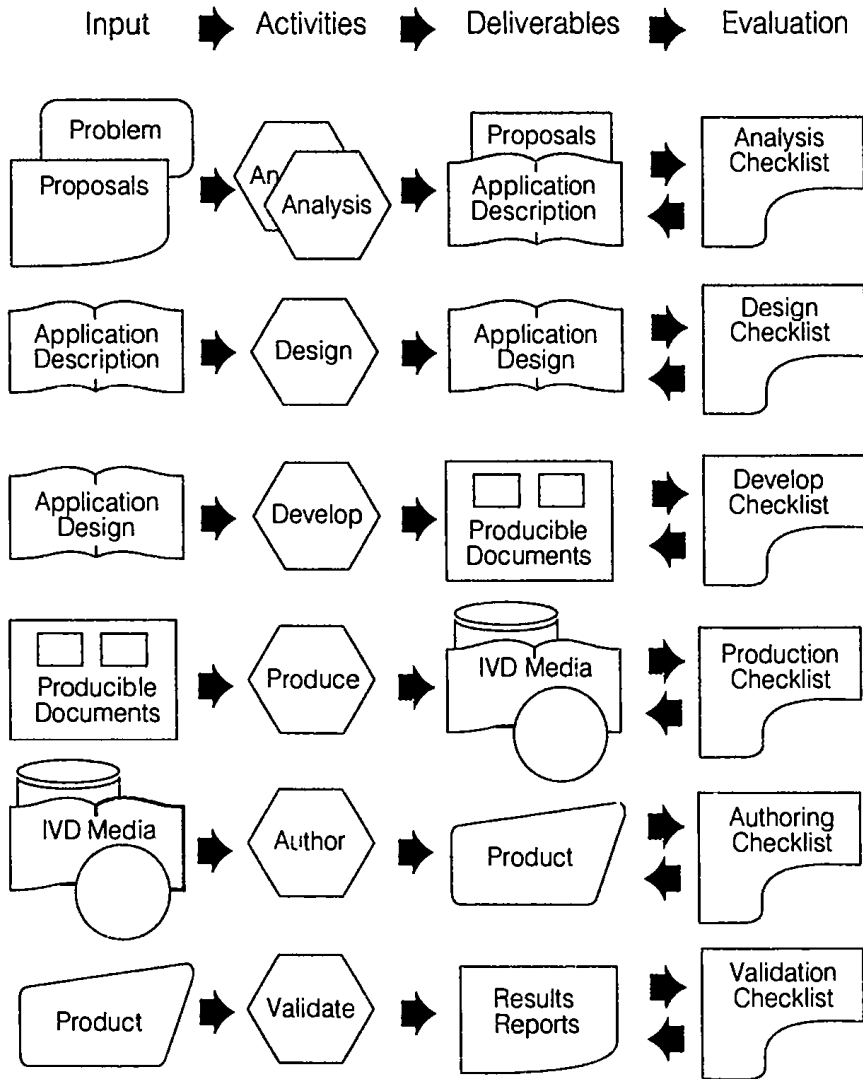 Input Activities Deliverables Evaluation
Problem
Proposals
An
Analysis
Proposals
Application
Description
Analysis
Checklist
Application
Description
Design
Application
Design
Design
Checklist
Application
Design
Develop
Producible
Documents
Develop
Checklist
Producible
Documents
Produce
IVD Media
Production
Checklist
IVD Media
Author
Product
Authoring
Checklist
Product
Validate
Results
Reports
Validation
Checklist